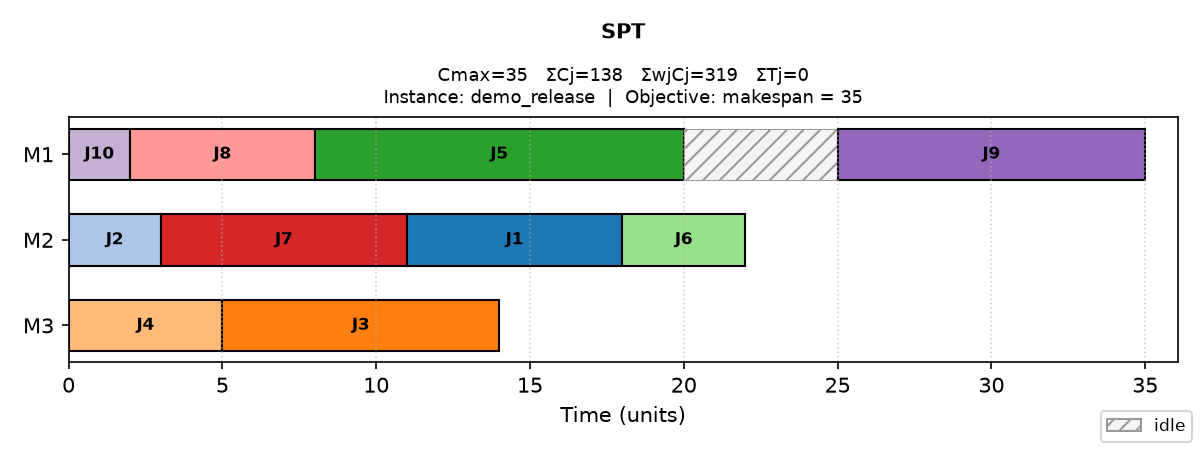 SPT
Cmax=35   ΣCj=138   ΣwjCj=319   ΣTj=0
Instance: demo_release  |  Objective: makespan = 35
M1
J10
J8
J5
J9
M2
J2
J7
J1
J6
M3
J4
J3
0 5 10 15 20 25 30 35
Time (units)
idle